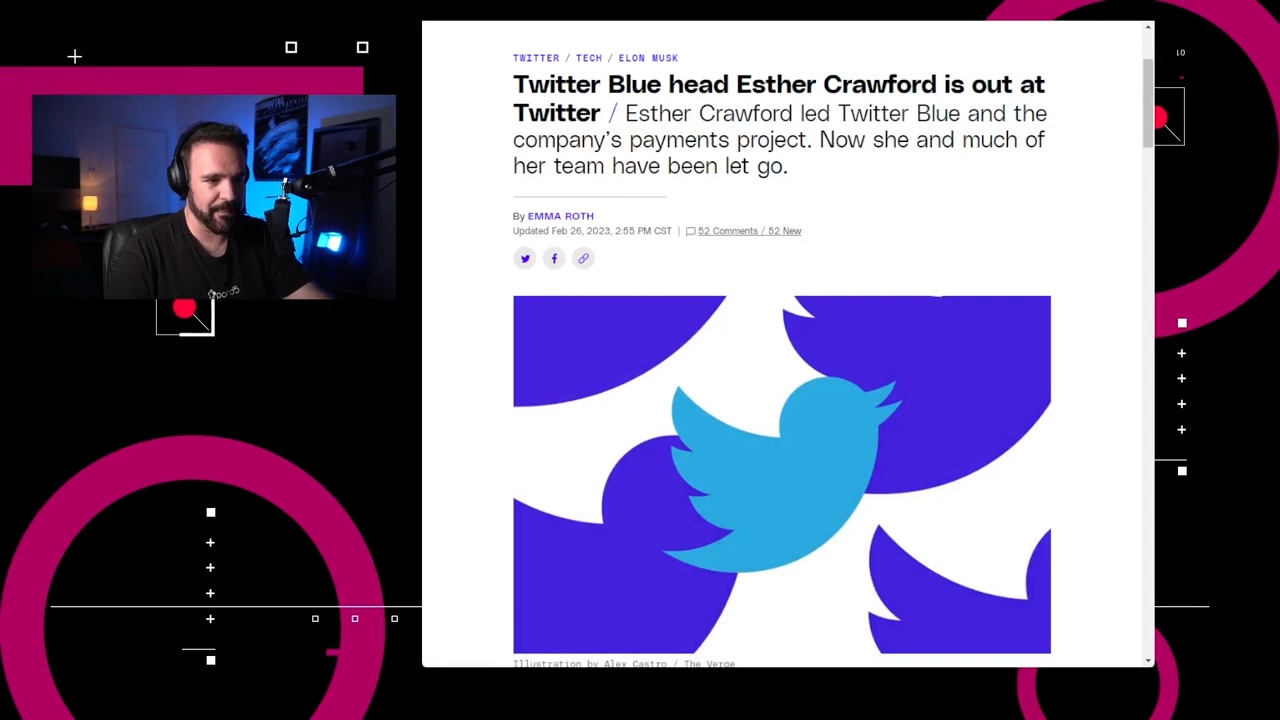 TWITTER / TECH / ELON MUSK
Twitter Blue head Esther Crawford is out at
Twitter / Esther Crawford led Twitter Blue and the
company's payments project. Now she and much of
her team have been let go.
By EMMA ROTH
Updated Feb 26, 2023, 2:55 PM CST | 52 Comments / 52 New
Illustration by Alex Castro / The Verge